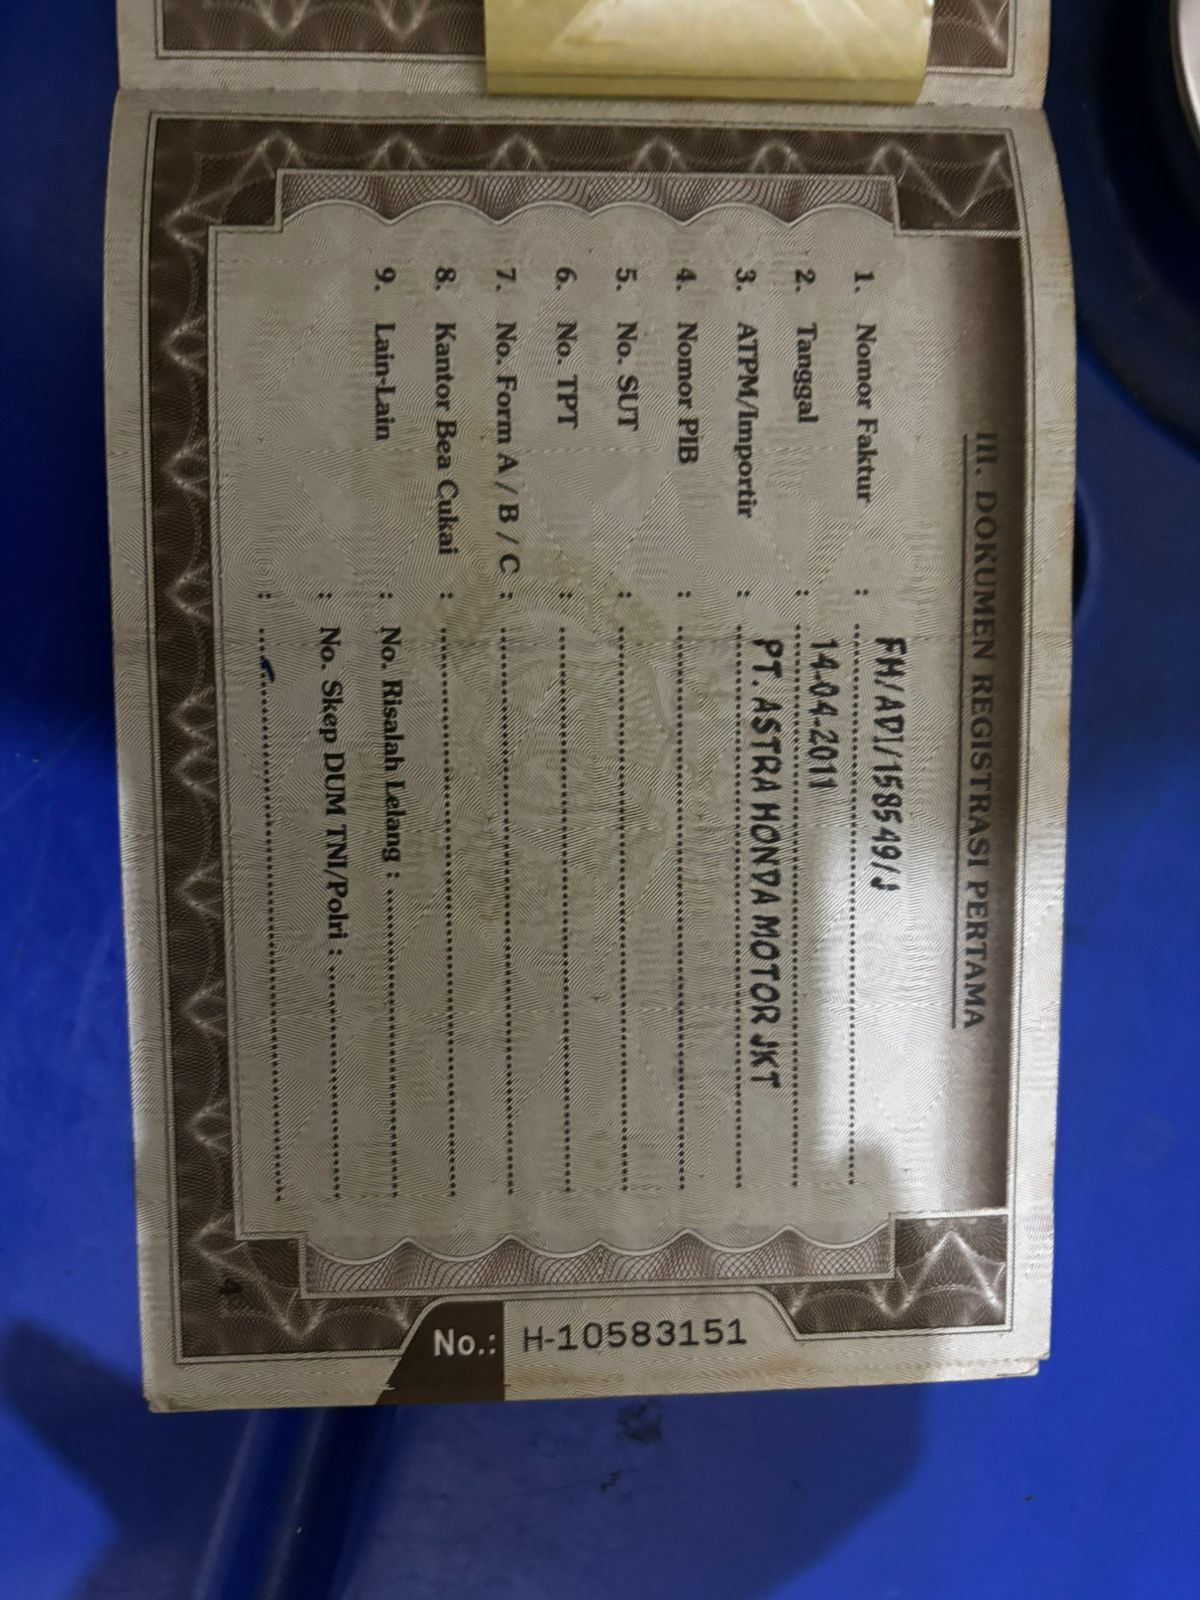 III. DOKUMEN REGISTRASI PERTAMA
1. Nomor Faktur : FH/AD1/158549/J
2. Tanggal : 14-04-2011
3. ATPM/Importir : PT. ASTRA HONDA MOTOR JKT
4. Nomor PIB :
5. No. SUT :
6. No. TPT :
7. No. Form A / B / C :
8. Kantor Bea Cukai :
9. Lain-Lain : No. Risalah Lelang :
: No. Skep DUM TNI/Polri :
:
4
No.: H-10583151